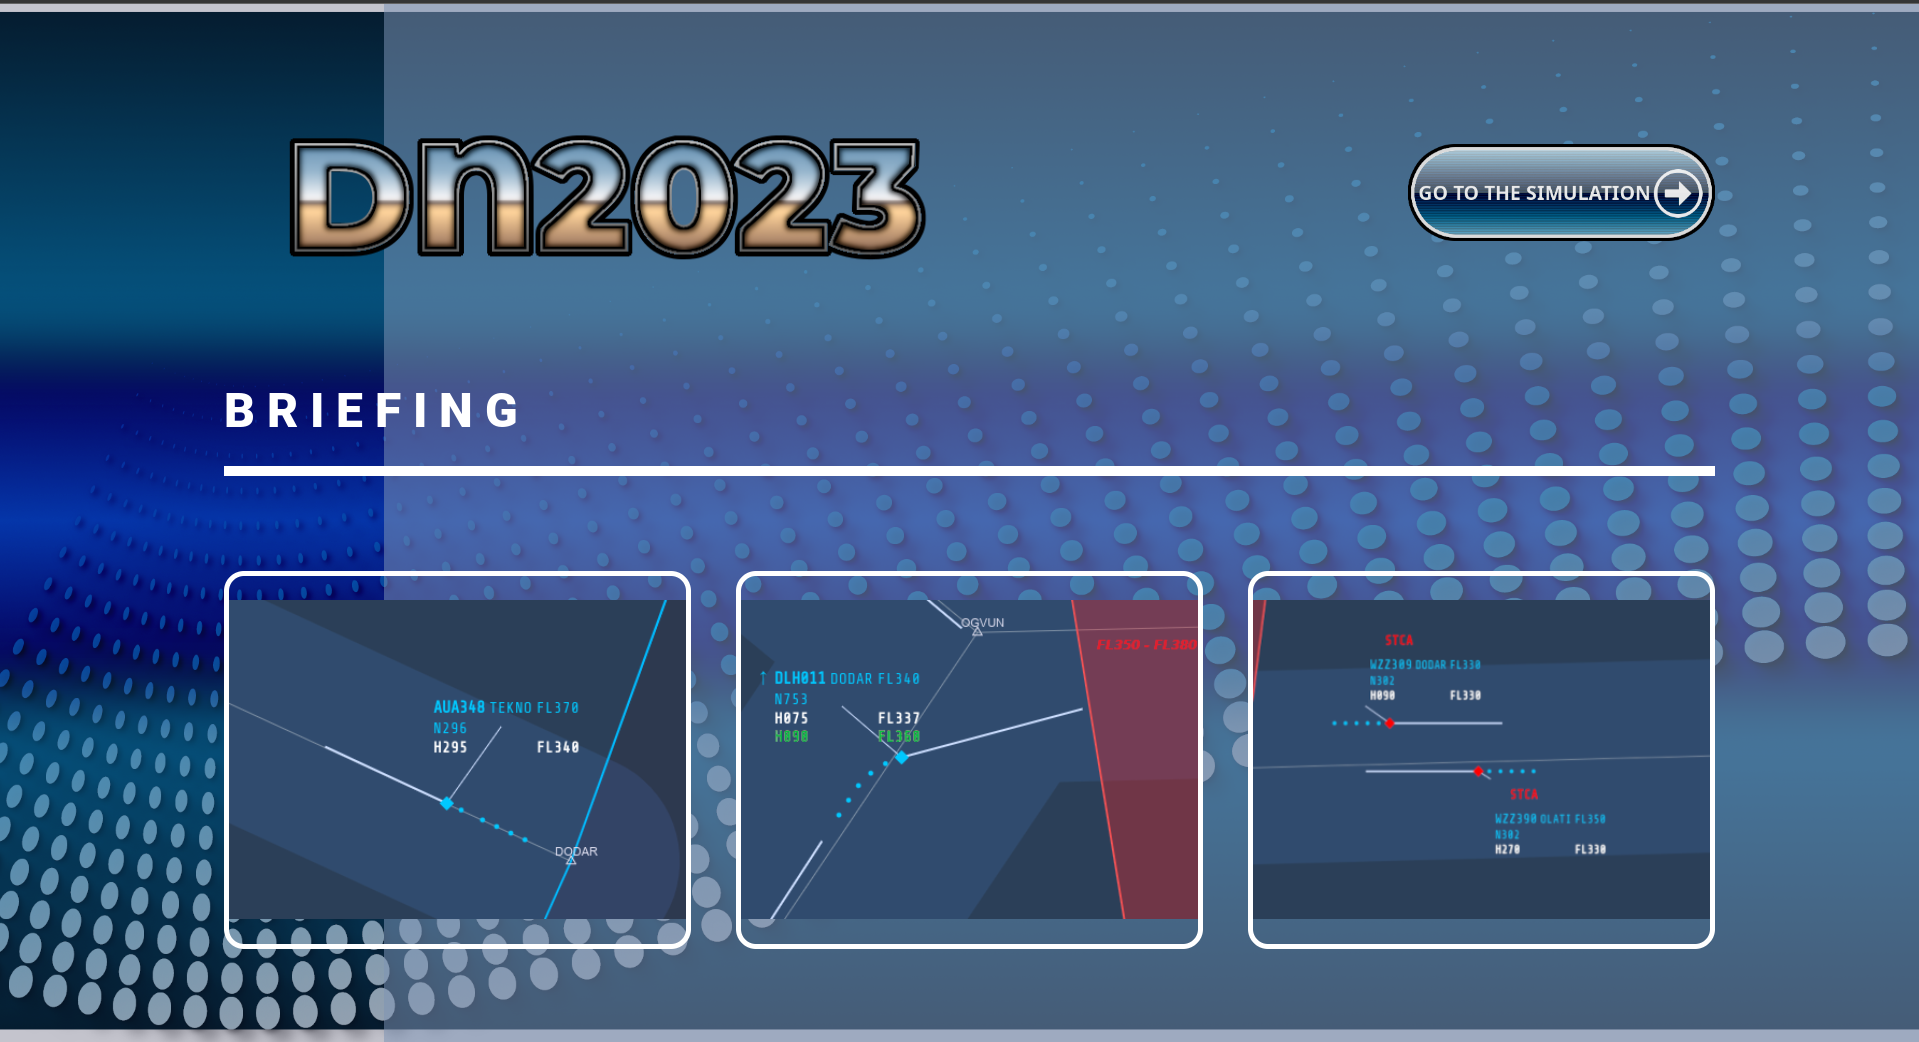 DN2023
GO TO THE SIMULATION
BRIEFING
AUA348 TEKNO FL370
N296
H295 FL340
DODAR
OGVUN
FL350 - FL380
↑ DLH011 DODAR FL340
N753
H075 FL337
H090 FL360
STCA
WZZ309 DODAR FL330
N302
H090 FL330
STCA
WZZ390 OLATI FL350
N302
H270 FL330